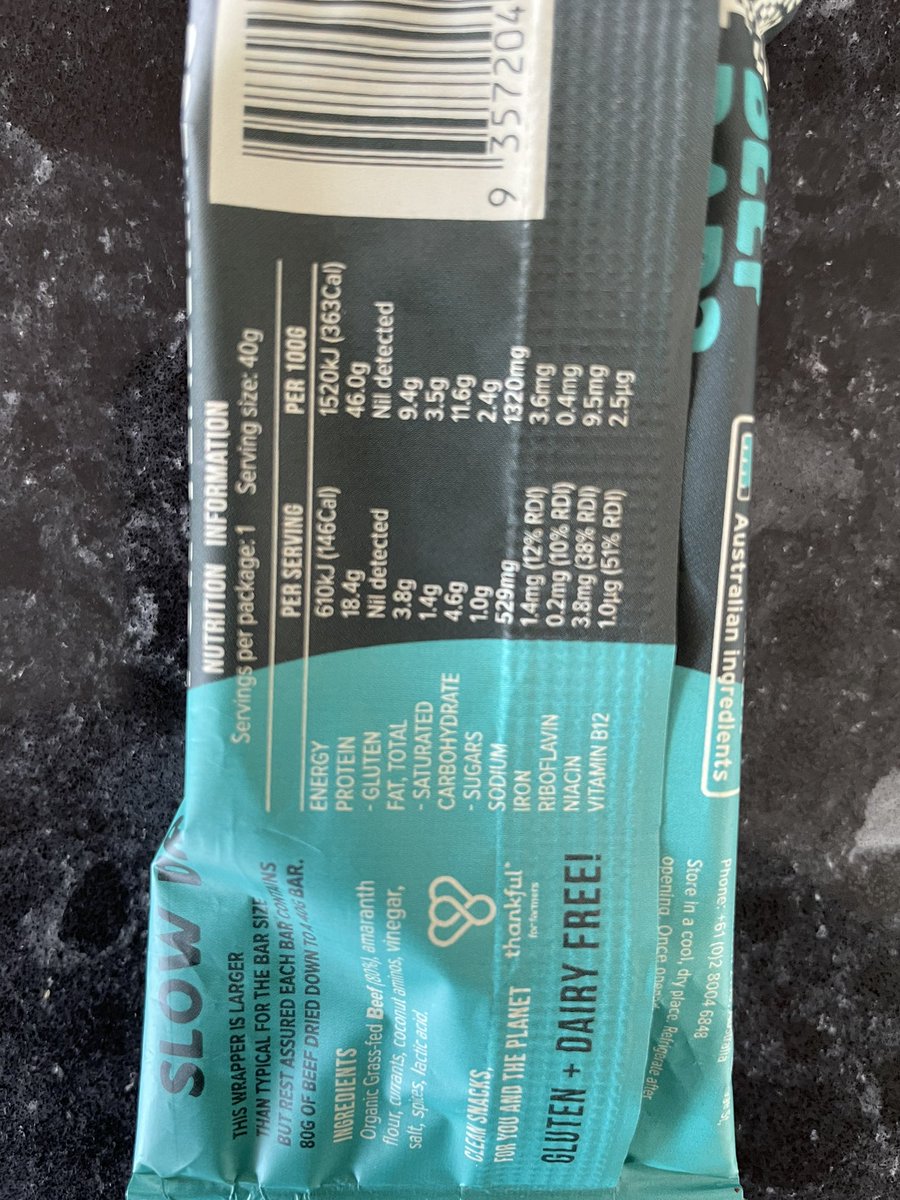 SLOW
THIS WRAPPER IS LARGER
THAN TYPICAL FOR THE BAR SIZE
BUT REST ASSURED EACH BAR CONTAINS
80G OF BEEF DRIED DOWN TO A 40G BAR.
INGREDIENTS
Organic Grass-fed Beef (80%), amaranth
flour, currants, coconut aminos, vinegar,
salt, spices, lactic acid.
CLEAN SNACKS,
FOR YOU AND THE PLANET
thankful
for farmers
GLUTEN + DAIRY FREE!
NUTRITION INFORMATION
Servings per package: 1 Serving size: 40g
PER SERVING PER 100G
ENERGY 610kJ (146Cal) 1520kJ (363Cal)
PROTEIN 18.4g 46.0g
- GLUTEN Nil detected Nil detected
FAT, TOTAL 3.8g 9.4g
- SATURATED 1.4g 3.5g
CARBOHYDRATE 4.6g 11.6g
- SUGARS 1.0g 2.4g
SODIUM 529mg 1320mg
IRON 1.4mg (12% RDI) 3.6mg
RIBOFLAVIN 0.2mg (10% RDI) 0.4mg
NIACIN 3.8mg (38% RDI) 9.5mg
VITAMIN B12 1.0µg (51% RDI) 2.5µg
9 357204
Australian ingredients
Phone: +61 (0)2 8004 6848
Store in a cool, dry place. Refrigerate after
opening. Once